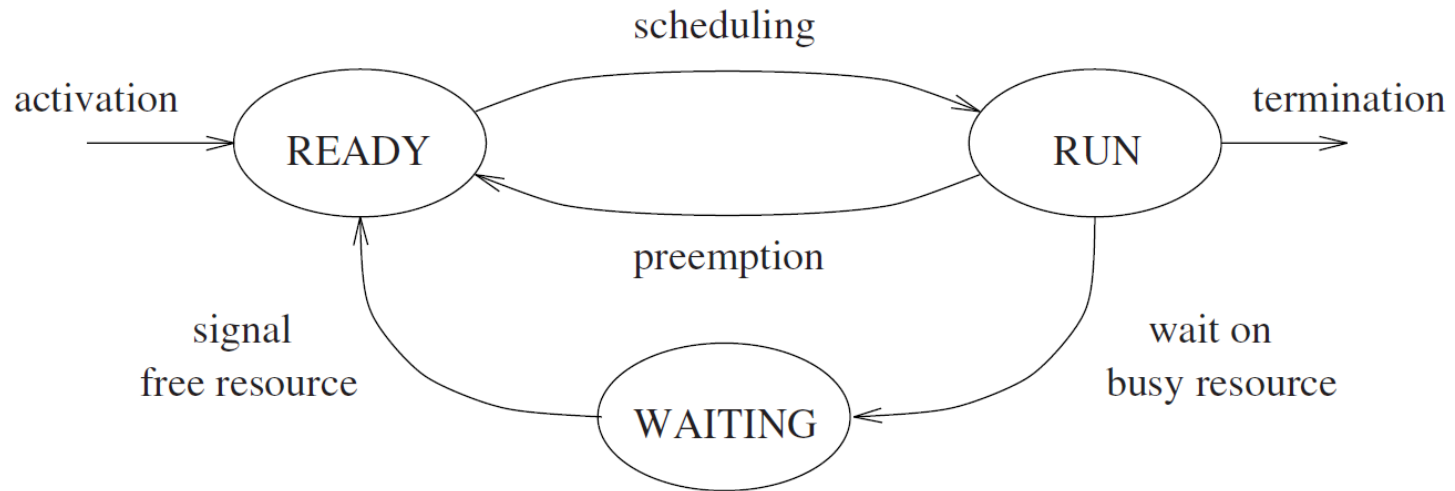 scheduling
activation
termination
READY
RUN
preemption
signal
free resource
wait on
busy resource
WAITING